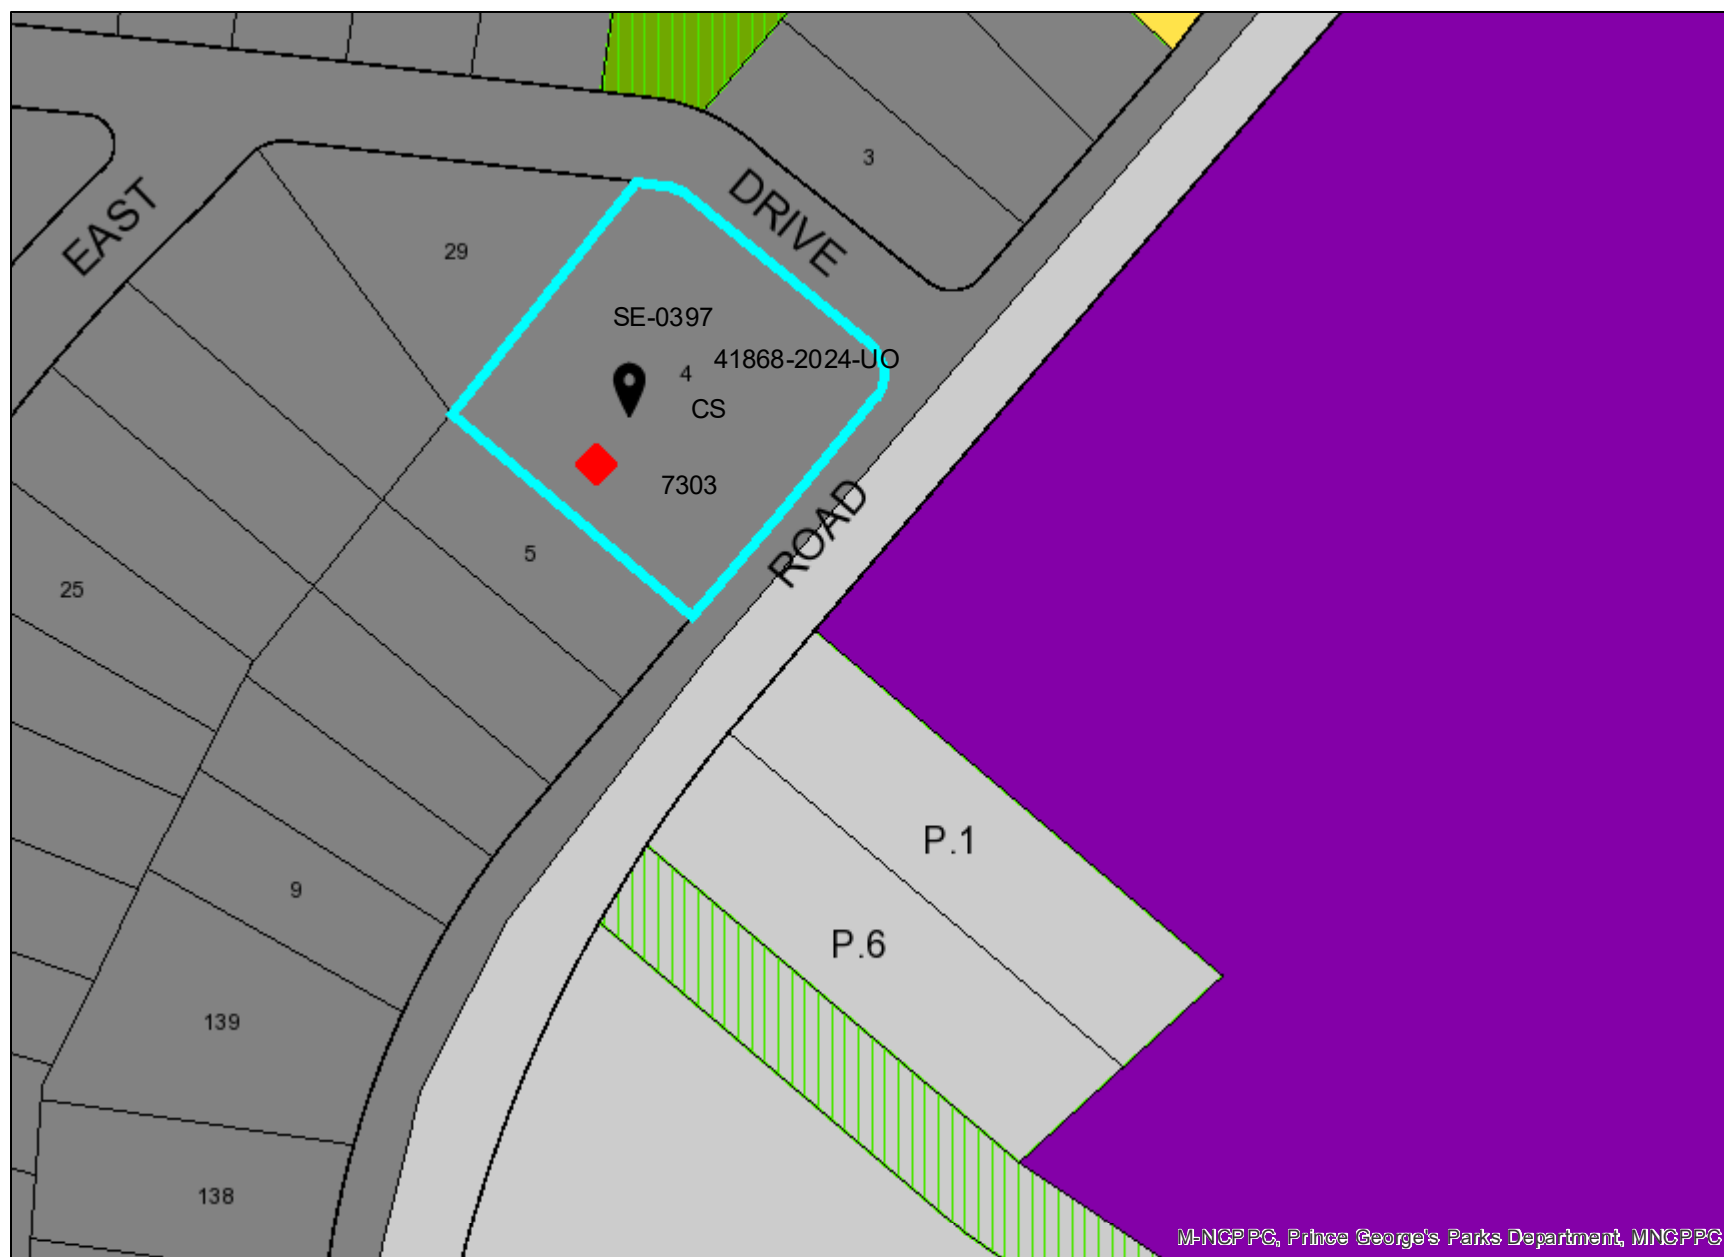 3
DRIVE
EAST
29
SE-0397
41868-2024-UO
4
CS
7303
ROAD
5
25
P.1
9
P.6
139
138
M-NCPPC, Prince George's Parks Department, MNCPPC